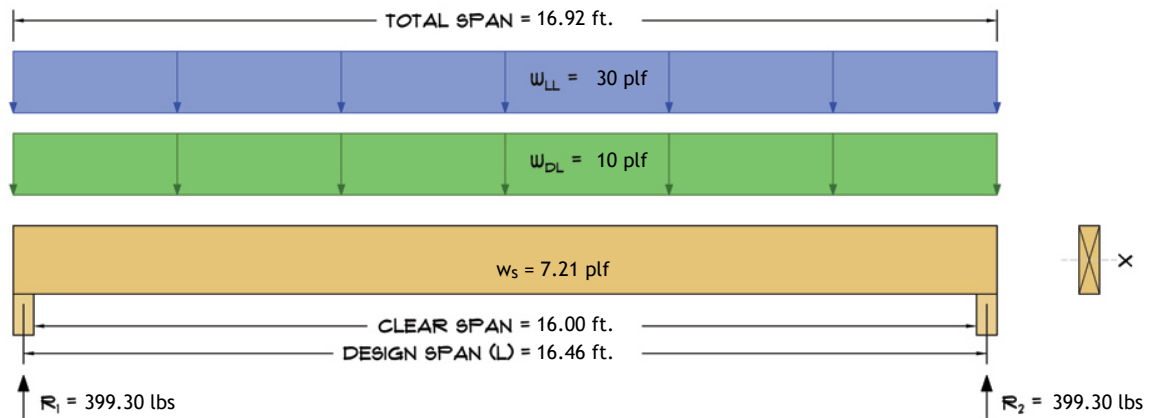 TOTAL SPAN = 16.92 ft.
WLL = 30 plf
WDL = 10 plf
ws = 7.21 plf
X
CLEAR SPAN = 16.00 ft.
DESIGN SPAN (L) = 16.46 ft.
R1 = 399.30 lbs
R2 = 399.30 lbs